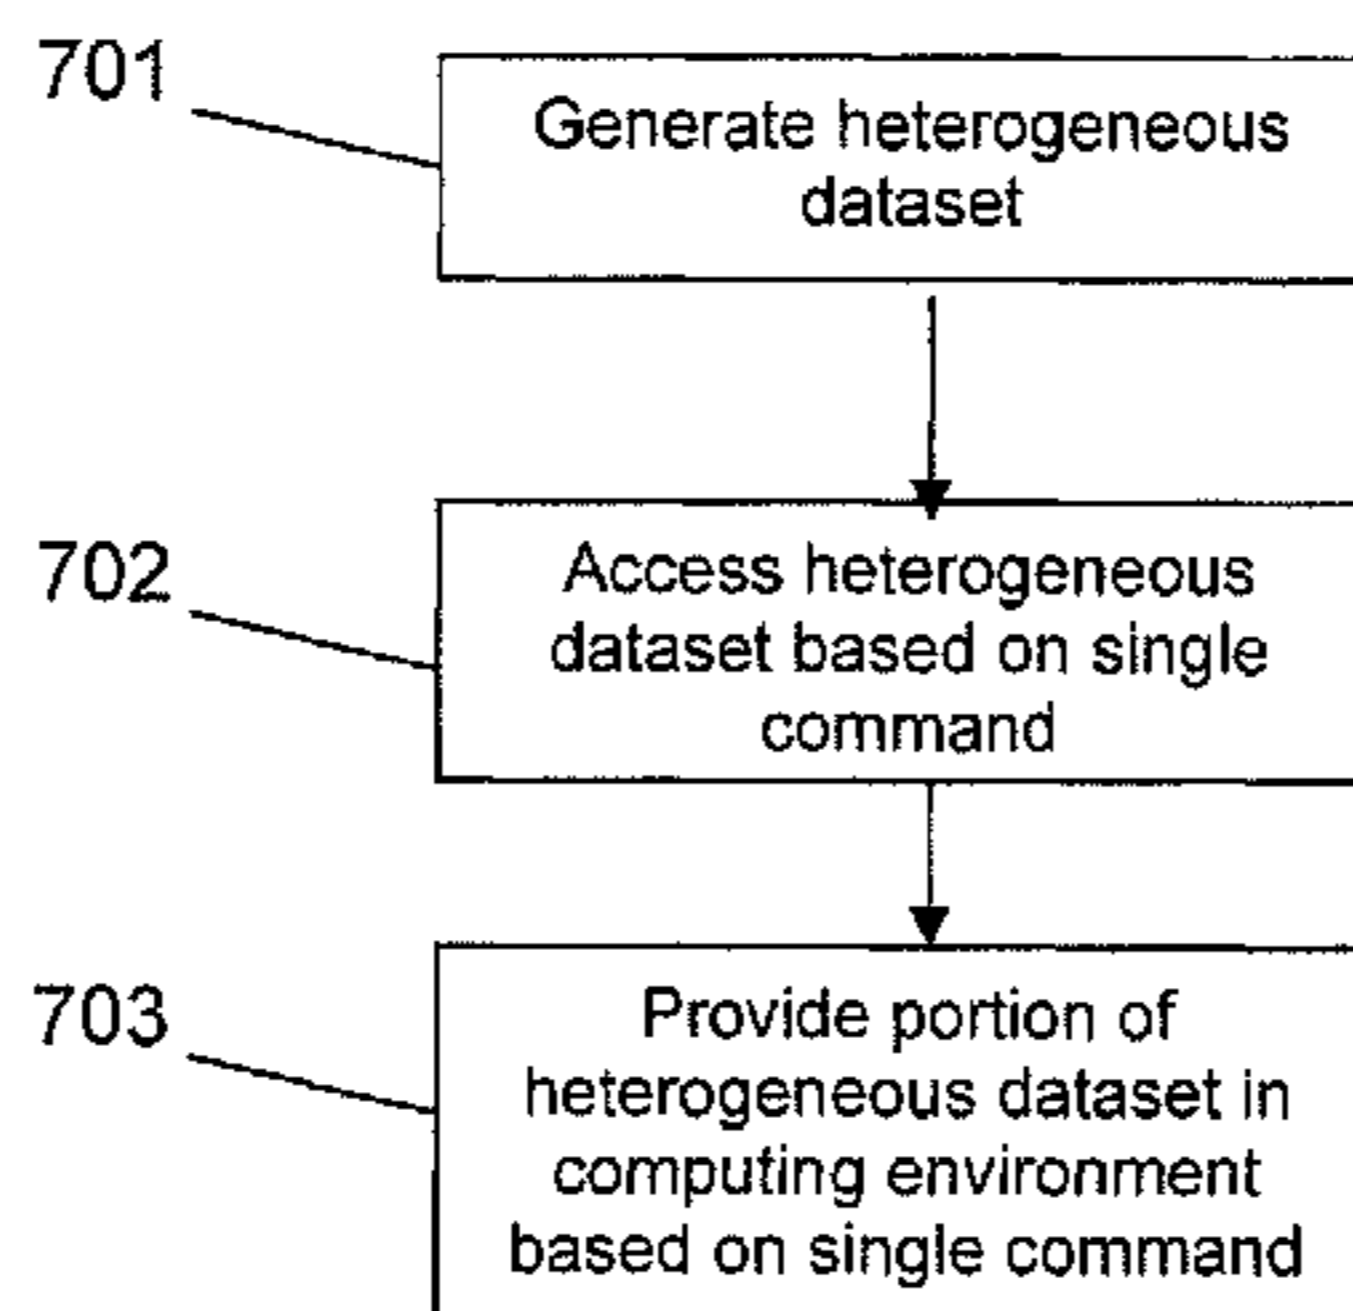 701
Generate heterogeneous
dataset
702
Access heterogeneous
dataset based on single
command
703
Provide portion of
heterogeneous dataset in
computing environment
based on single command